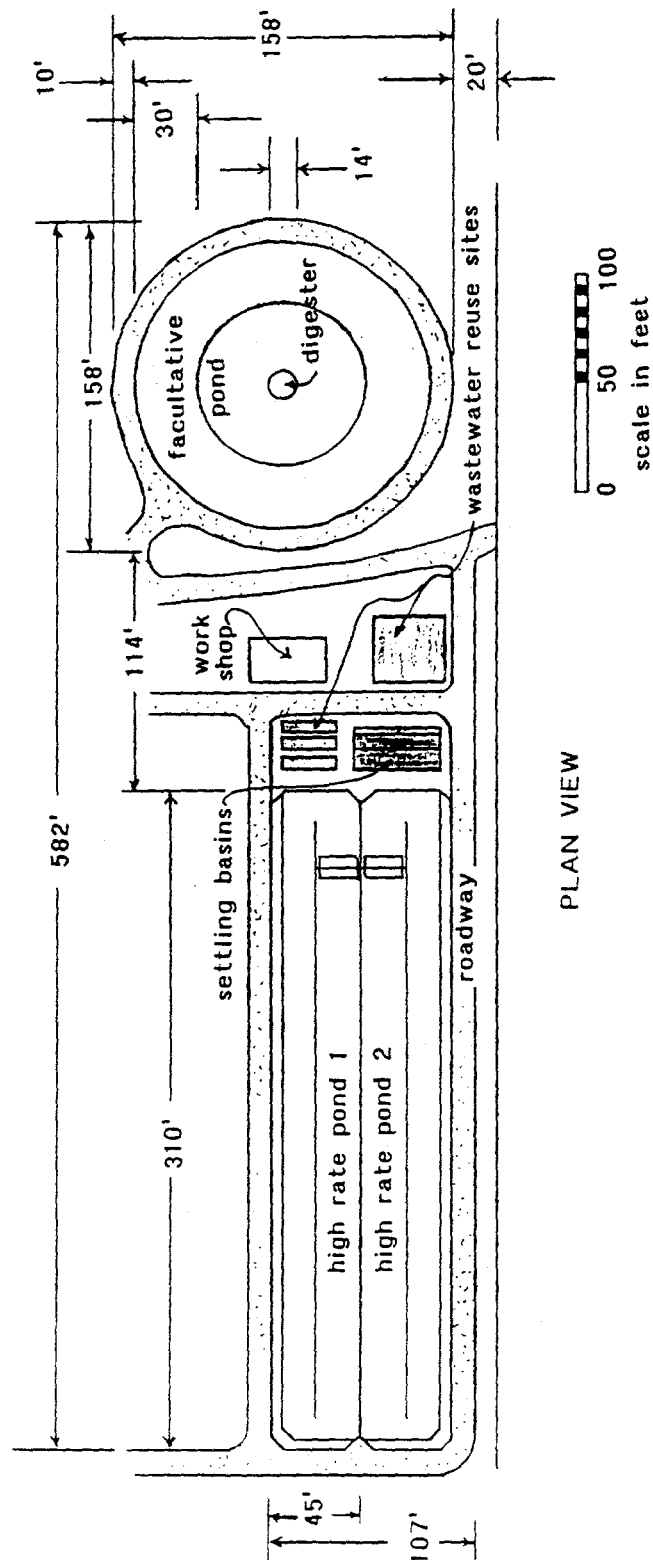 582'
158'
310'
114'
10'
30'
158'
14'
20'
facultative
pond
digester
work
shop
settling basins
wastewater reuse sites
high rate pond 1
high rate pond 2
roadway
45'
107'
0 50 100
scale in feet
PLAN VIEW